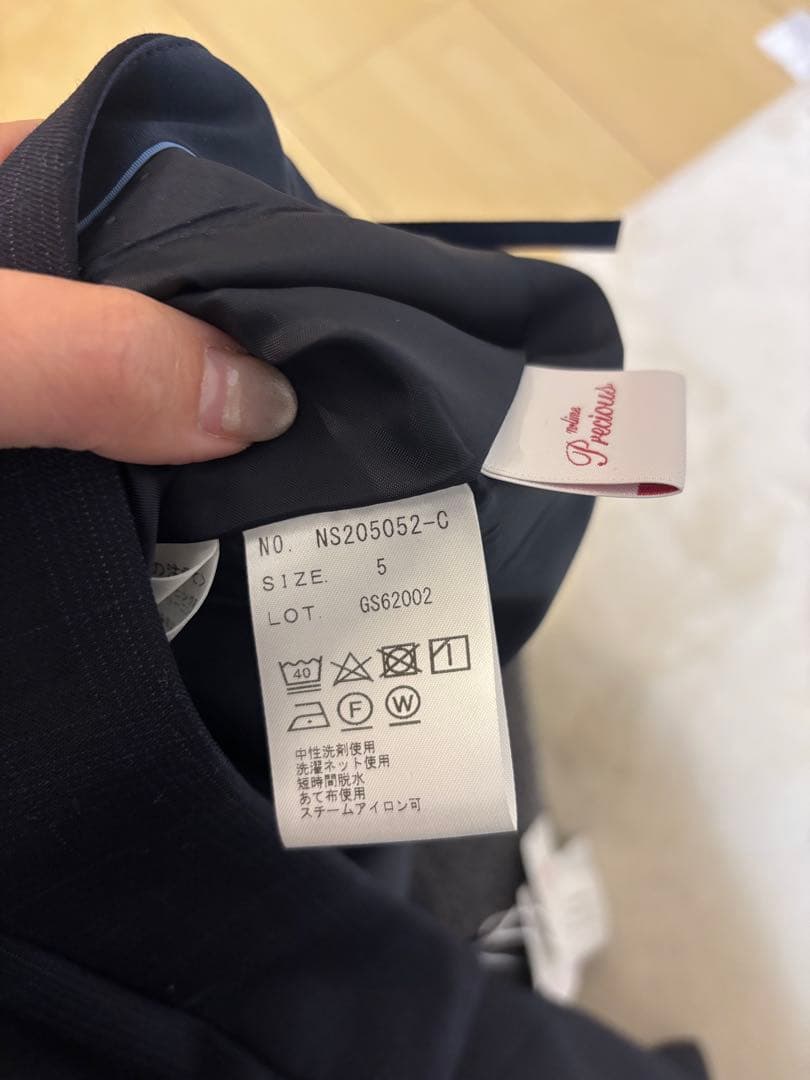 n'Line
Precious
NO. NS205052-C
SIZE. 5
LOT. GS62002
40
F W
中性洗剤使用
洗濯ネット使用
短時間脱水
あて布使用
スチームアイロン可